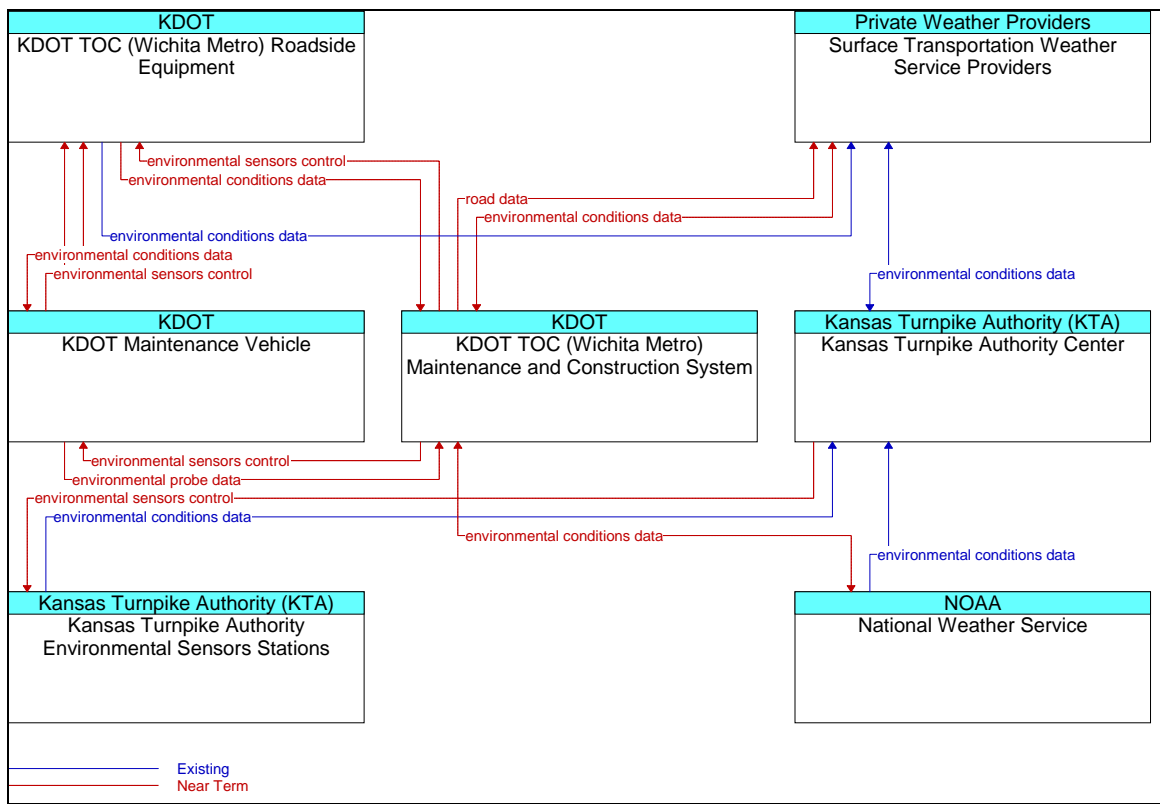 KDOT
KDOT TOC (Wichita Metro) Roadside
Equipment
Private Weather Providers
Surface Transportation Weather
Service Providers
environmental sensors control
environmental conditions data
road data
environmental conditions data
environmental conditions data
environmental conditions data
environmental sensors control
environmental conditions data
KDOT
KDOT Maintenance Vehicle
KDOT
KDOT TOC (Wichita Metro)
Maintenance and Construction System
Kansas Turnpike Authority (KTA)
Kansas Turnpike Authority Center
environmental sensors control
environmental probe data
environmental sensors control
environmental conditions data
environmental conditions data
environmental conditions data
Kansas Turnpike Authority (KTA)
Kansas Turnpike Authority
Environmental Sensors Stations
NOAA
National Weather Service
Existing
Near Term